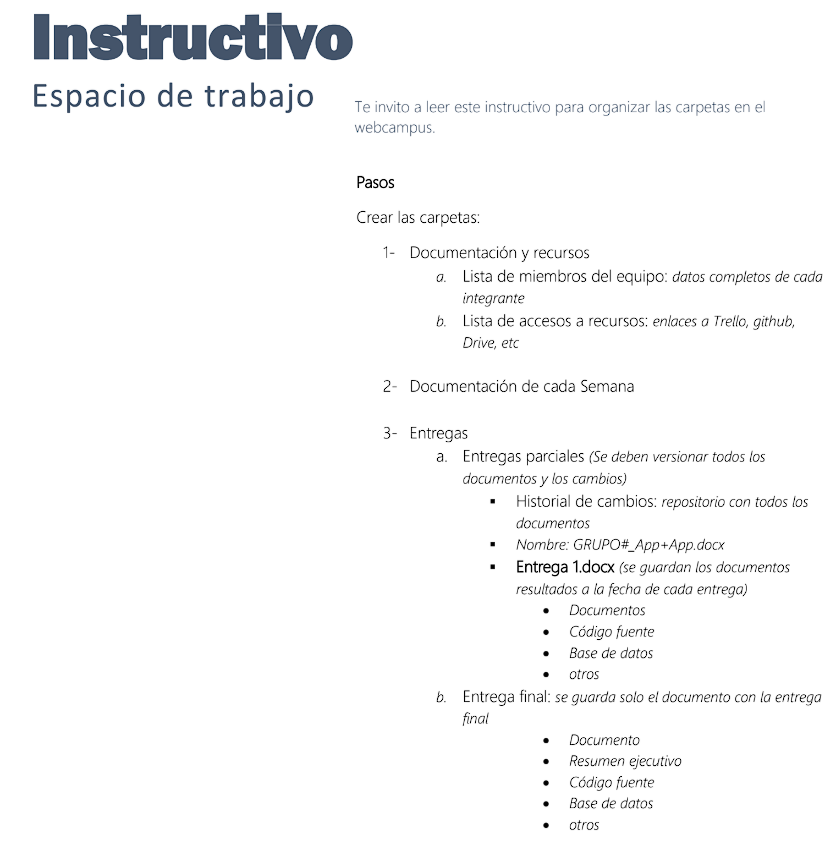 Instructivo
Espacio de trabajo
Te invito a leer este instructivo para organizar las carpetas en el
webcampus.
Pasos
Crear las carpetas:
1- Documentación y recursos
a. Lista de miembros del equipo: datos completos de cada
integrante
b. Lista de accesos a recursos: enlaces a Trello, github,
Drive, etc
2- Documentación de cada Semana
3- Entregas
a. Entregas parciales (Se deben versionar todos los
documentos y los cambios)
▪ Historial de cambios: repositorio con todos los
documentos
▪ Nombre: GRUPO#_App+App.docx
▪ Entrega 1.docx (se guardan los documentos
resultados a la fecha de cada entrega)
• Documentos
• Código fuente
• Base de datos
• otros
b. Entrega final: se guarda solo el documento con la entrega
final
• Documento
• Resumen ejecutivo
• Código fuente
• Base de datos
• otros